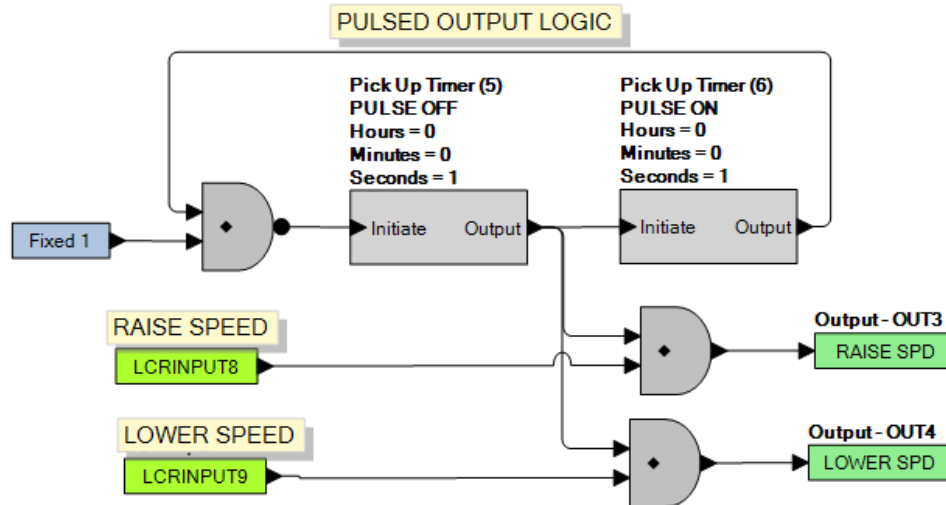 PULSED OUTPUT LOGIC
Pick Up Timer (5)
PULSE OFF
Hours = 0
Minutes = 0
Seconds = 1
Pick Up Timer (6)
PULSE ON
Hours = 0
Minutes = 0
Seconds = 1
Fixed 1
Initiate Output
Initiate Output
RAISE SPEED
LCRINPUT8
Output - OUT3
RAISE SPD
LOWER SPEED
LCRINPUT9
Output - OUT4
LOWER SPD